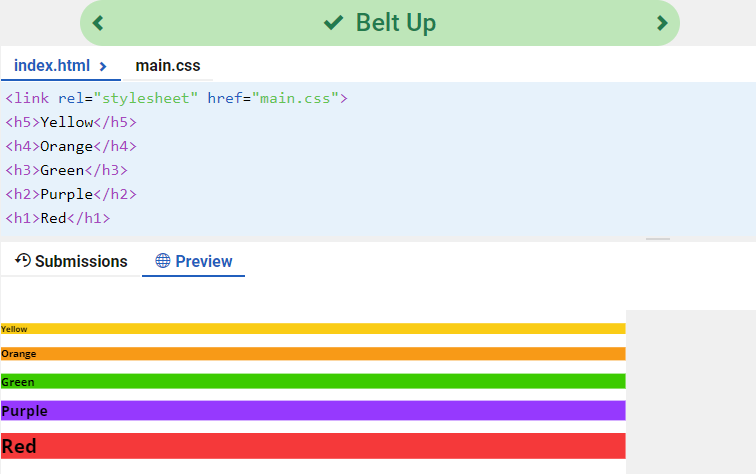 Belt Up
index.html main.css
<link rel="stylesheet" href="main.css">
<h5>Yellow</h5>
<h4>Orange</h4>
<h3>Green</h3>
<h2>Purple</h2>
<h1>Red</h1>
Submissions Preview
Yellow
Orange
Green
Purple
Red